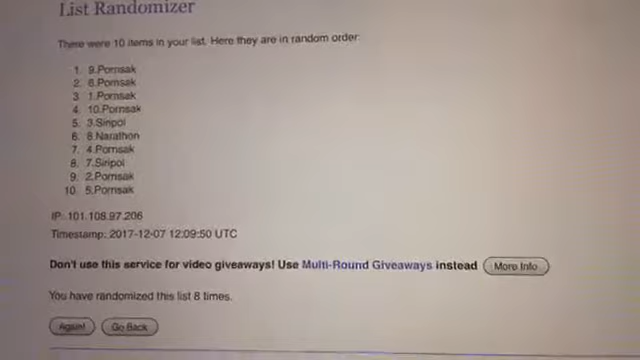 List Randomizer
There were 10 items in your list. Here they are in random order:
1. 9.Pornsak
2. 6.Pornsak
3. 1.Pornsak
4. 10.Pornsak
5. 3.Siripol
6. 8.Narathon
7. 4.Pornsak
8. 7.Siripol
9. 2.Pornsak
10. 5.Pornsak
IP: 101.108.97.206
Timestamp: 2017-12-07 12:09:50 UTC
Don't use this service for video giveaways! Use Multi-Round Giveaways instead More Info
You have randomized this list 8 times.
Again! Go Back